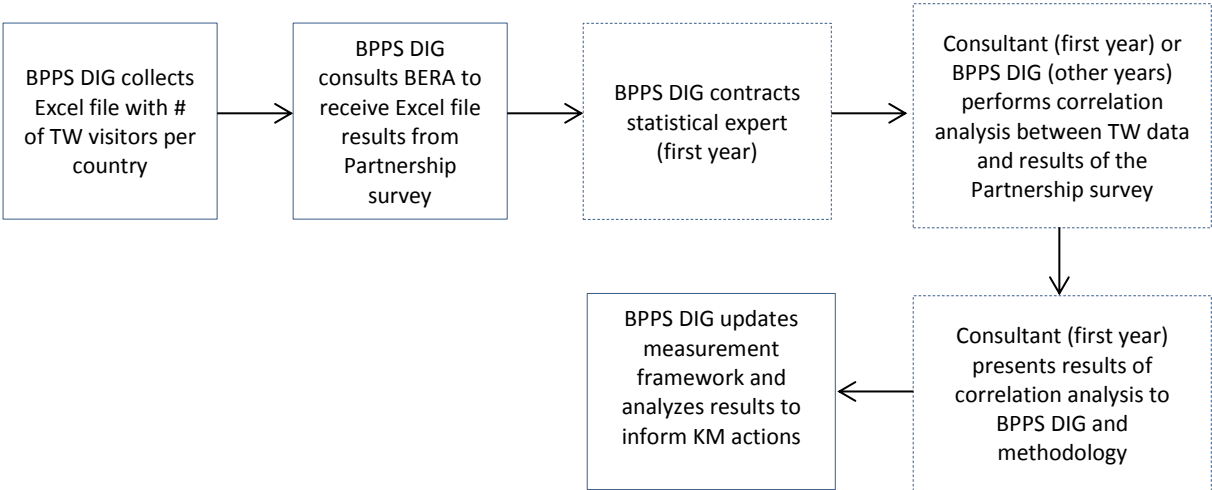 BPPS DIG collects
Excel file with #
of TW visitors per
country
BPPS DIG
consults BERA to
receive Excel file
results from
Partnership
survey
BPPS DIG contracts
statistical expert
(first year)
Consultant (first year) or
BPPS DIG (other years)
performs correlation
analysis between TW data
and results of the
Partnership survey
Consultant (first year)
presents results of
correlation analysis to
BPPS DIG and
methodology
BPPS DIG updates
measurement
framework and
analyzes results to
inform KM actions